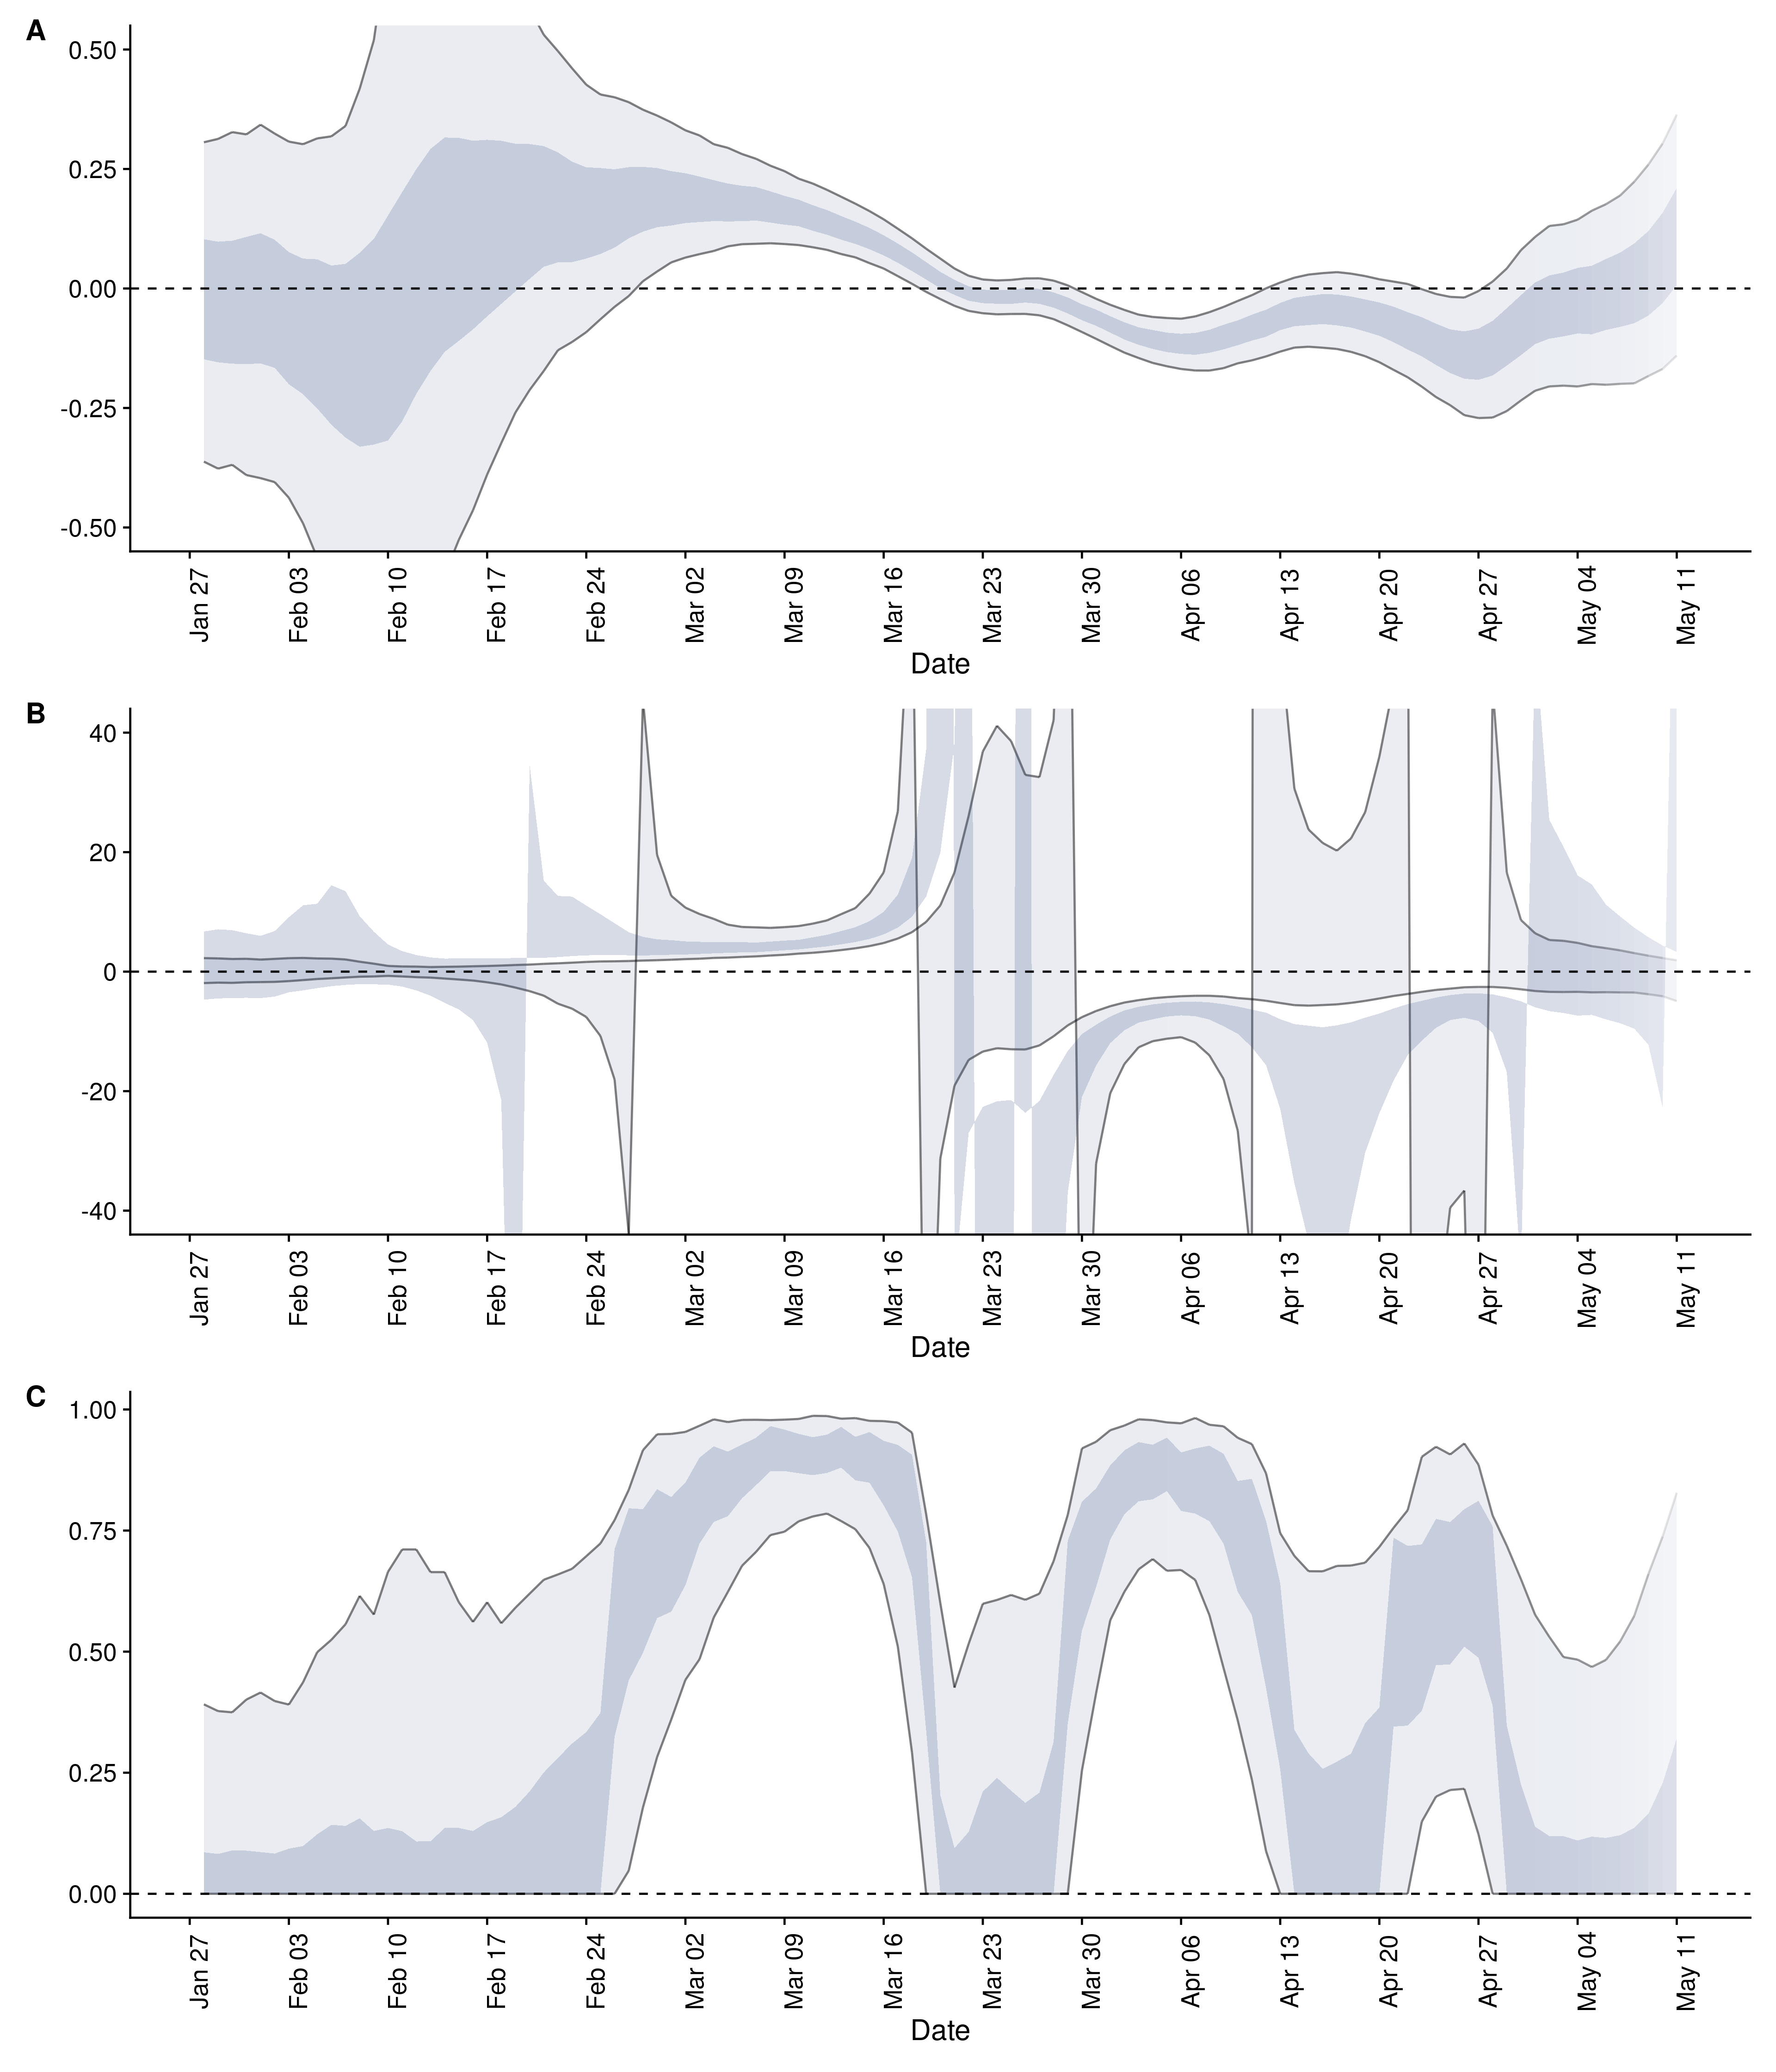 A
0.50
0.25
0.00
-0.25
-0.50
Jan 27
Feb 03
Feb 10
Feb 17
Feb 24
Mar 02
Mar 09
Mar 16
Mar 23
Mar 30
Apr 06
Apr 13
Apr 20
Apr 27
May 04
May 11
Date
B
40
20
0
-20
-40
Jan 27
Feb 03
Feb 10
Feb 17
Feb 24
Mar 02
Mar 09
Mar 16
Mar 23
Mar 30
Apr 06
Apr 13
Apr 20
Apr 27
May 04
May 11
Date
C
1.00
0.75
0.50
0.25
0.00
Jan 27
Feb 03
Feb 10
Feb 17
Feb 24
Mar 02
Mar 09
Mar 16
Mar 23
Mar 30
Apr 06
Apr 13
Apr 20
Apr 27
May 04
May 11
Date